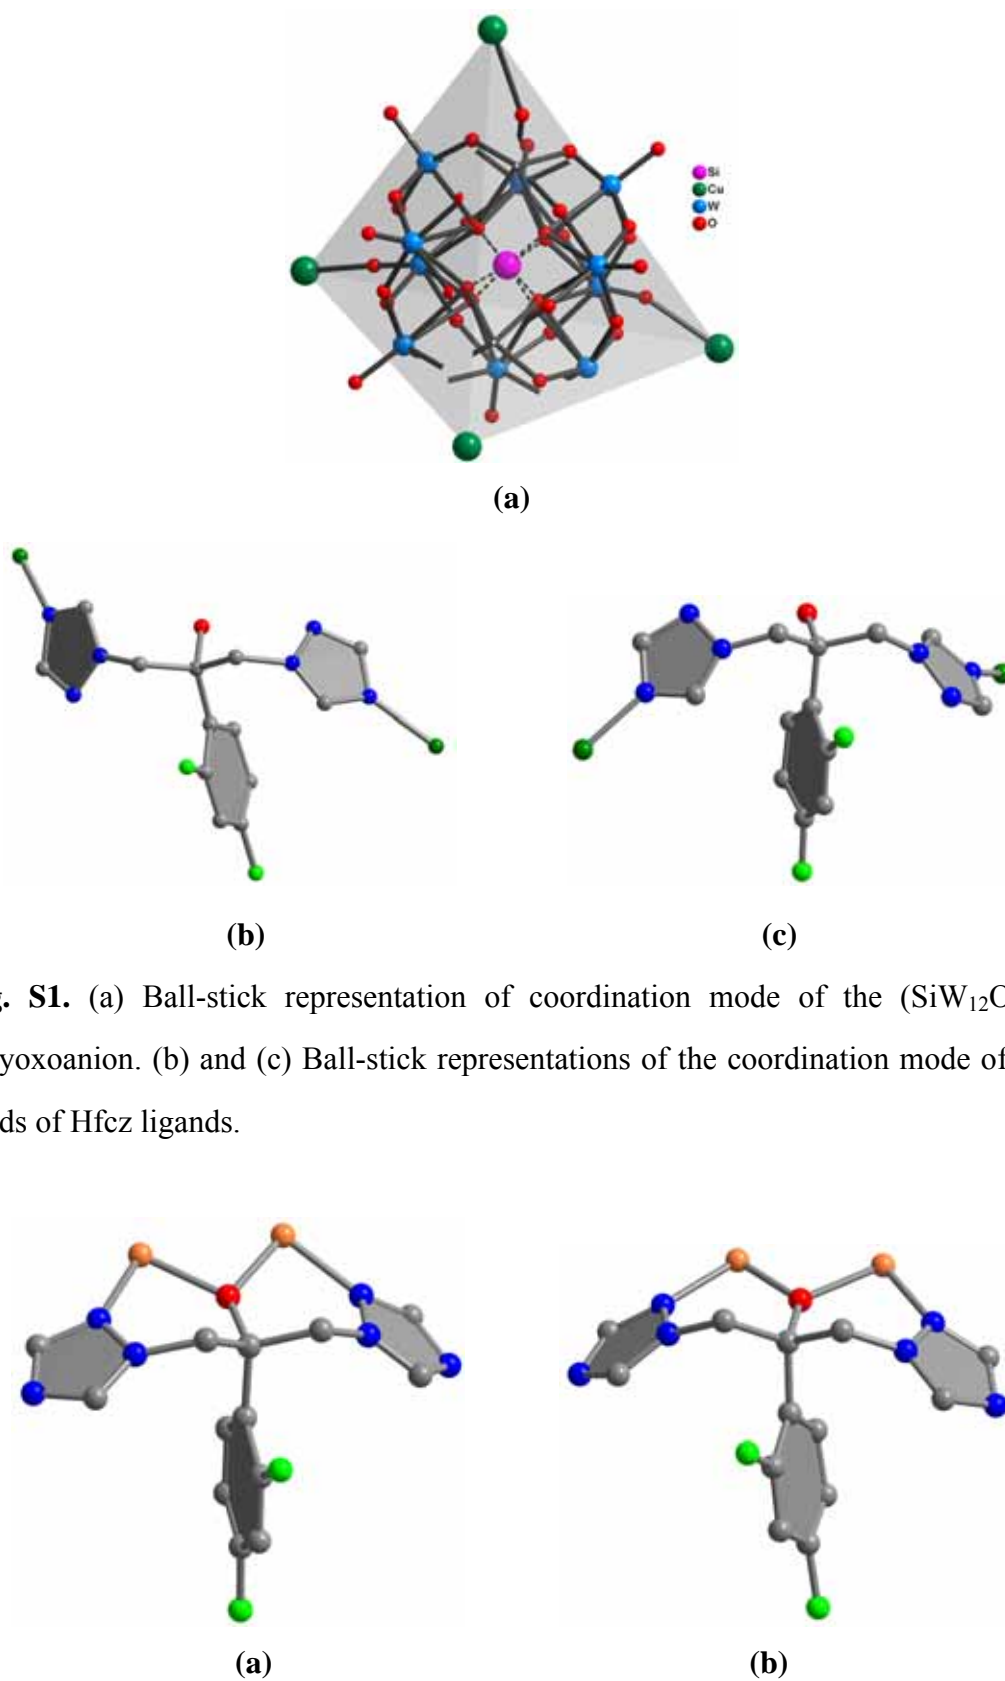 Si
Cu
W
O
(a)
(b) (c)
g. S1. (a) Ball-stick representation of coordination mode of the (SiW₁₂O
yoxoanion. (b) and (c) Ball-stick representations of the coordination mode of
ds of Hfcz ligands.
(a) (b)